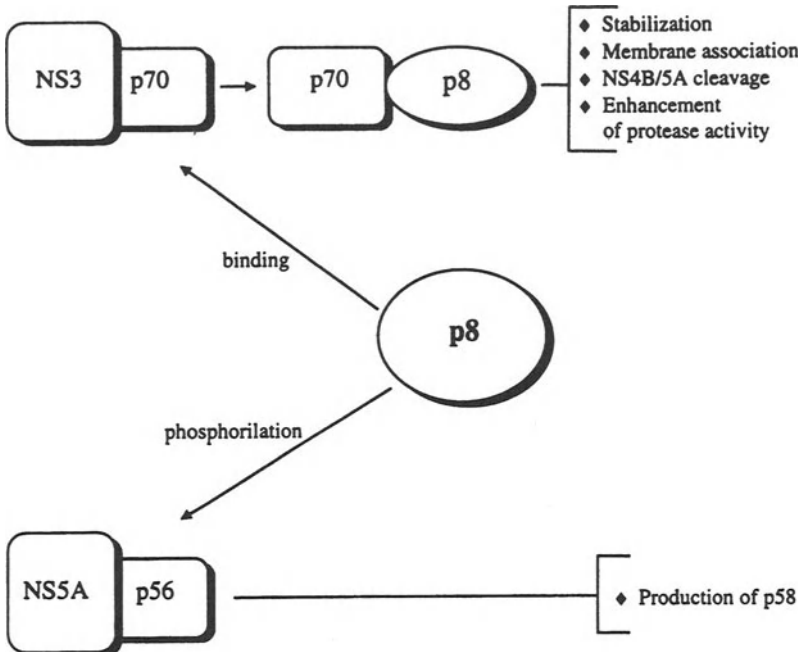 NS3
p70
p70
p8
♦ Stabilization
♦ Membrane association
♦ NS4B/5A cleavage
♦ Enhancement
of protease activity
binding
p8
phosphorilation
NS5A
p56
♦ Production of p58